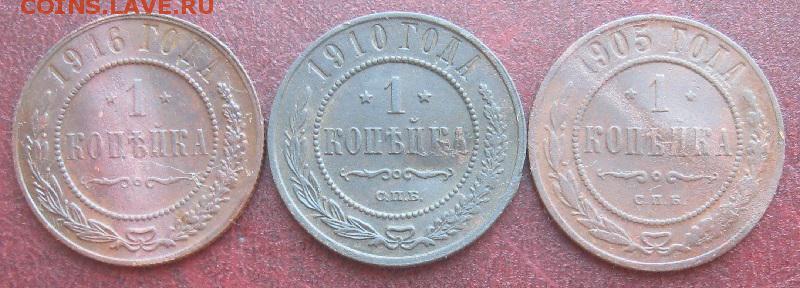 COINS.LAVE.RU
1916 ГОДА
* 1 *
КОПѢЙКА
1910 ГОДА
* 1 *
КОПѢЙКА
С.П.Б.
1905 ГОДА
* 1 *
КОПѢЙКА
С.П.Б.